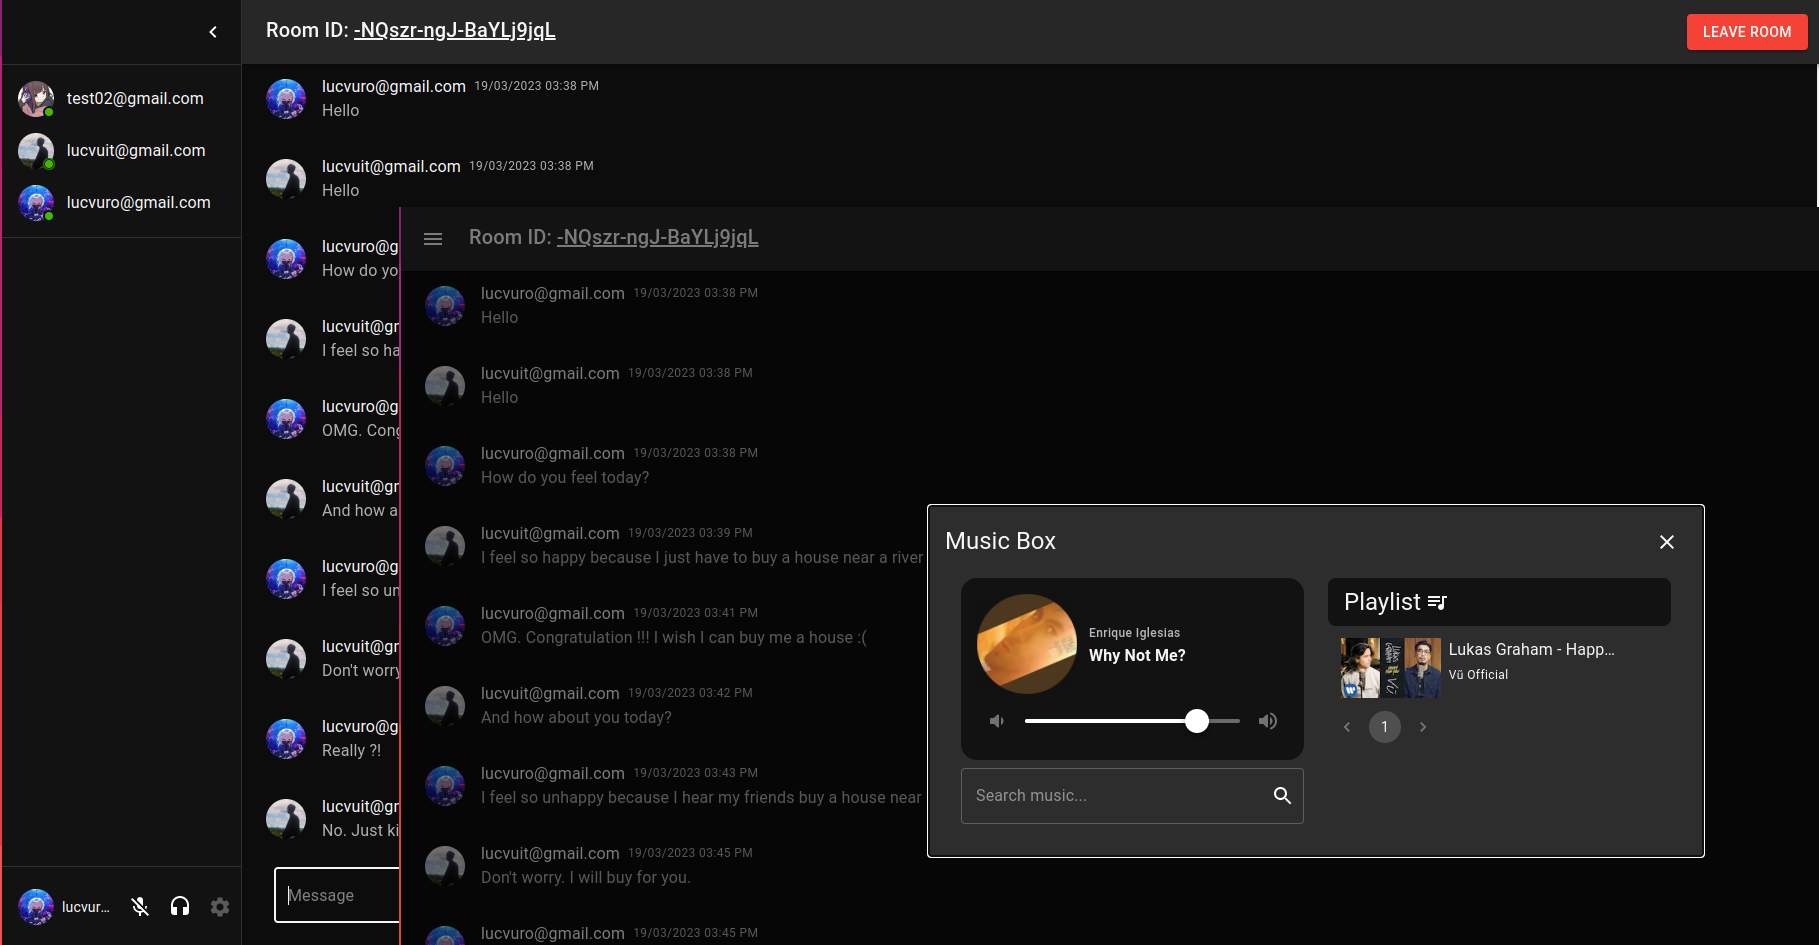 Room ID: -NQszr-ngJ-BaYLj9jqL
LEAVE ROOM
test02@gmail.com
lucvuit@gmail.com
lucvuro@gmail.com
lucvuro@gmail.com 19/03/2023 03:38 PM
Hello
lucvuit@gmail.com 19/03/2023 03:38 PM
Hello
lucvuro@g
How do yo
lucvuit@gr
I feel so ha
lucvuro@g
OMG. Cong
lucvuit@gr
And how a
lucvuro@g
I feel so un
lucvuit@gr
Don't worry
lucvuro@g
Really ?!
lucvuit@gr
No. Just ki
Message
lucvur...
Room ID: -NQszr-ngJ-BaYLj9jqL
lucvuro@gmail.com 19/03/2023 03:38 PM
Hello
lucvuit@gmail.com 19/03/2023 03:38 PM
Hello
lucvuro@gmail.com 19/03/2023 03:38 PM
How do you feel today?
lucvuit@gmail.com 19/03/2023 03:39 PM
I feel so happy because I just have to buy a house near a river
lucvuro@gmail.com 19/03/2023 03:41 PM
OMG. Congratulation !!! I wish I can buy me a house :(
lucvuit@gmail.com 19/03/2023 03:42 PM
And how about you today?
lucvuro@gmail.com 19/03/2023 03:43 PM
I feel so unhappy because I hear my friends buy a house near
lucvuit@gmail.com 19/03/2023 03:45 PM
Don't worry. I will buy for you.
lucvuro@gmail.com 19/03/2023 03:45 PM
Music Box
Enrique Iglesias
Why Not Me?
Search music...
Playlist
Lukas Graham - Happ...
Vũ Official
1